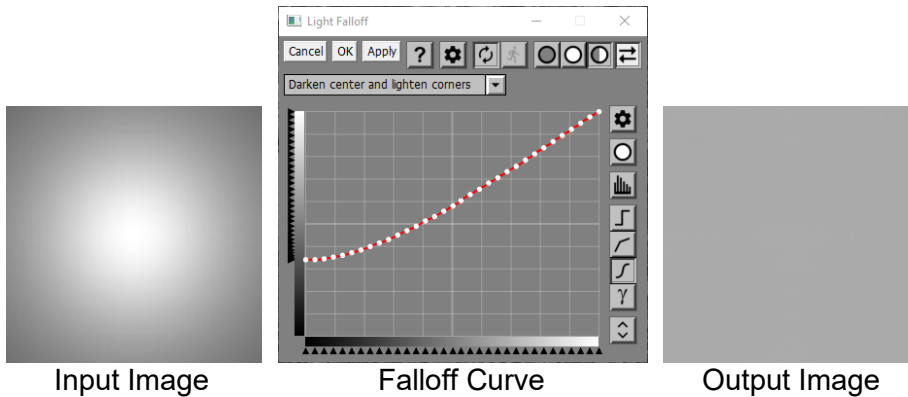 Light Falloff
Cancel OK Apply ?
Darken center and lighten corners
γ
Input Image
Falloff Curve
Output Image